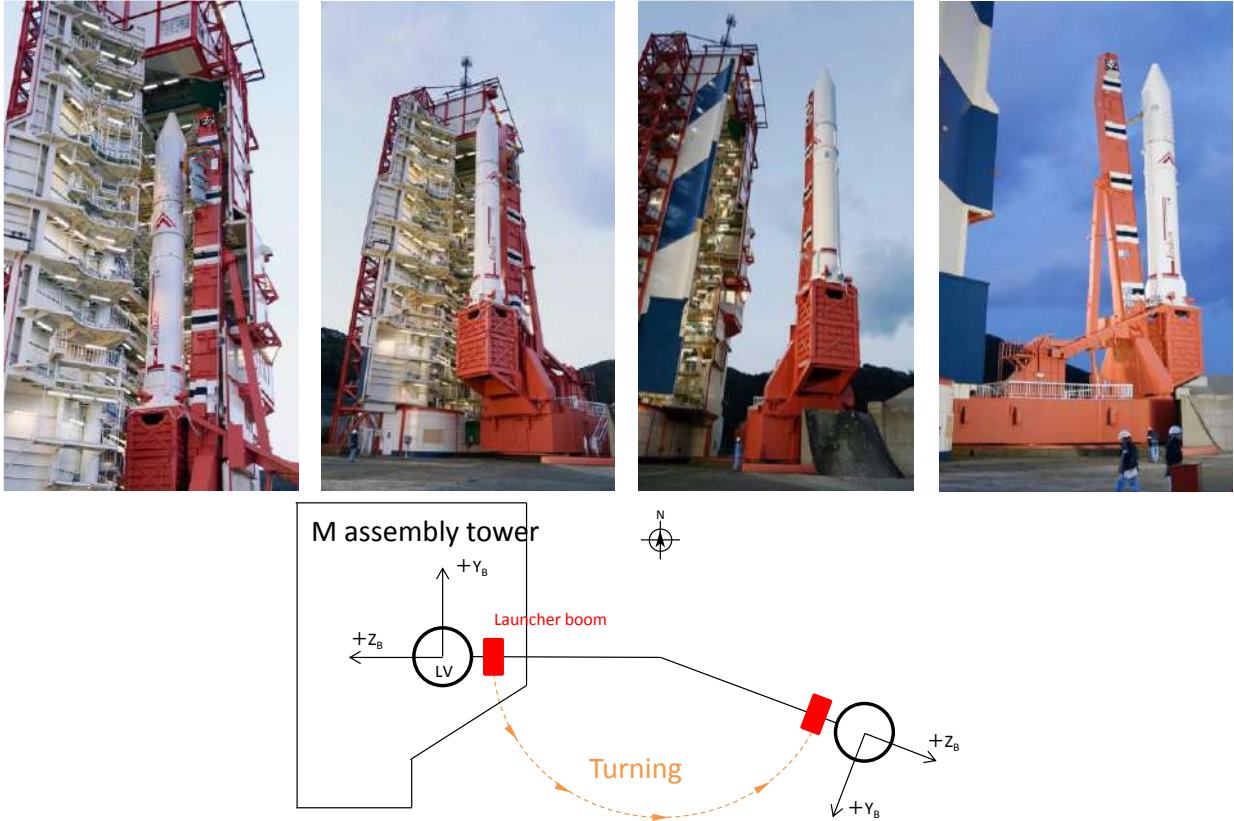 M assembly tower
N
+YB
Launcher boom
+ZB
LV
+ZB
Turning
+YB